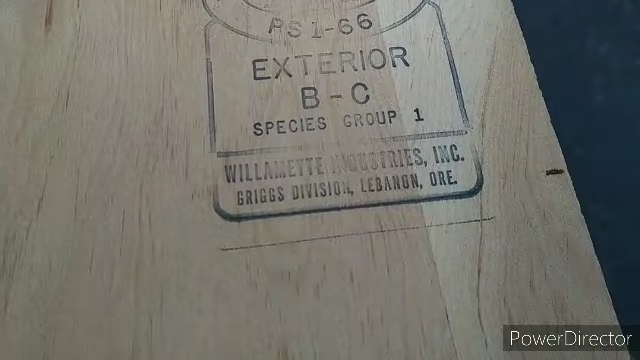 PS 1-66
EXTERIOR
B-C
SPECIES GROUP 1
WILLAMETTE INDUSTRIES, INC.
GRIGGS DIVISION, LEBANON, ORE.
PowerDirector